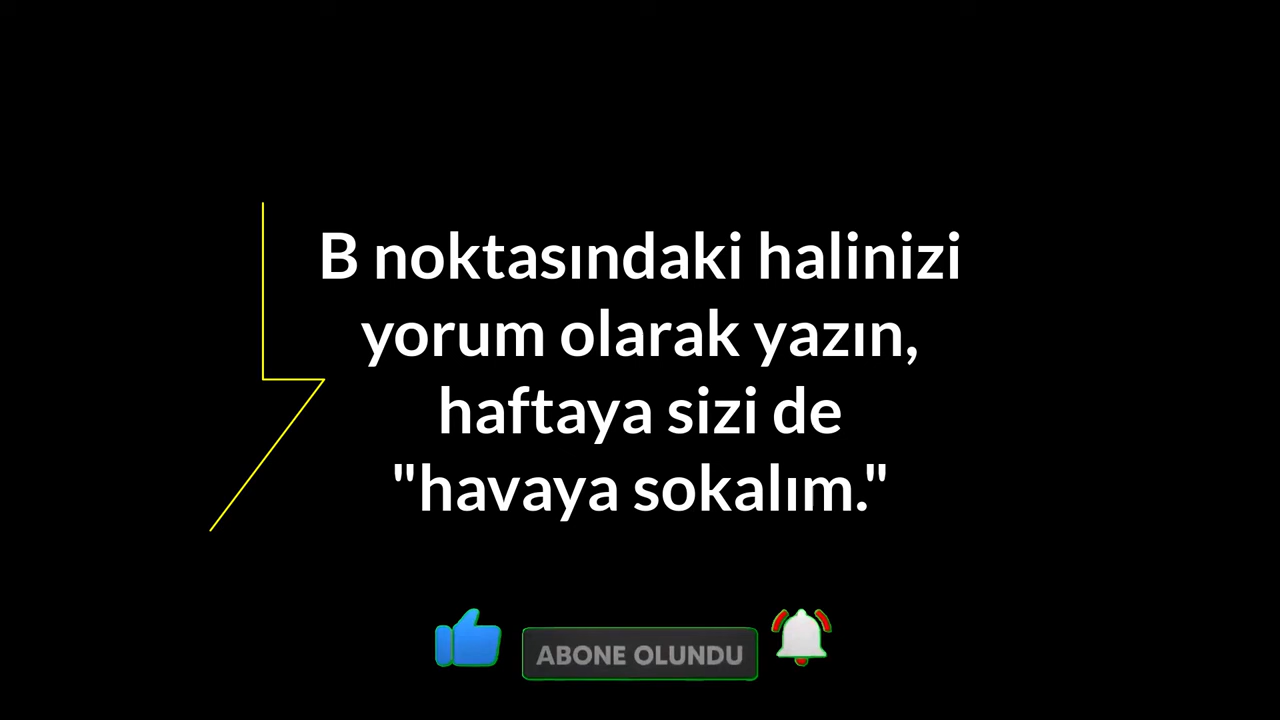 B noktasındaki halinizi
yorum olarak yazın,
haftaya sizi de
"havaya sokalım."
ABONE OLUNDU